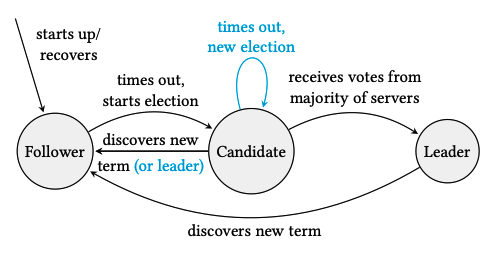 starts up/
recovers
times out,
new election
times out,
starts election
receives votes from
majority of servers
Follower
discovers new
term (or leader)
Candidate
Leader
discovers new term